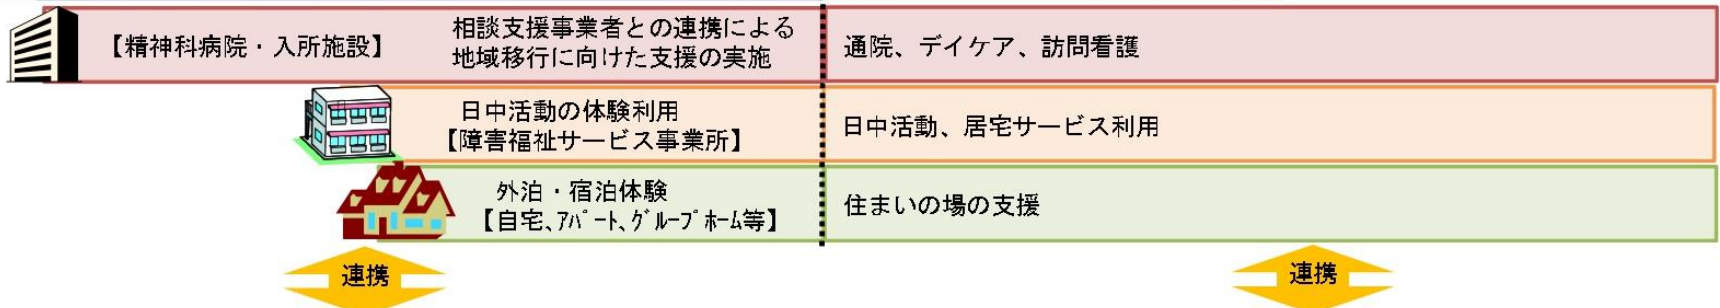 【精神科病院・入所施設】
相談支援事業者との連携による
地域移行に向けた支援の実施
通院、デイケア、訪問看護
日中活動の体験利用
【障害福祉サービス事業所】
日中活動、居宅サービス利用
外泊・宿泊体験
【自宅、ｱﾊﾟｰﾄ、ｸﾞﾙｰﾌﾟﾎｰﾑ等】
住まいの場の支援
連携
連携